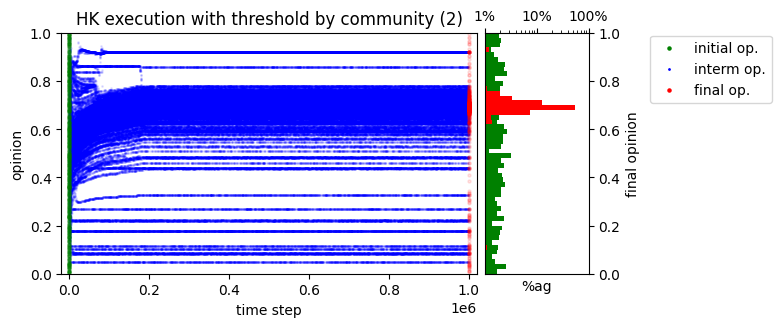 HK execution with threshold by community (2)
1% 10% 100%
1.0 1.0
0.8 0.8
0.6 0.6
0.4 0.4
0.2 0.2
0.0 0.0
opinion
final opinion
0.0 0.2 0.4 0.6 0.8 1.0
1e6
time step
%ag
initial op.
interm op.
final op.